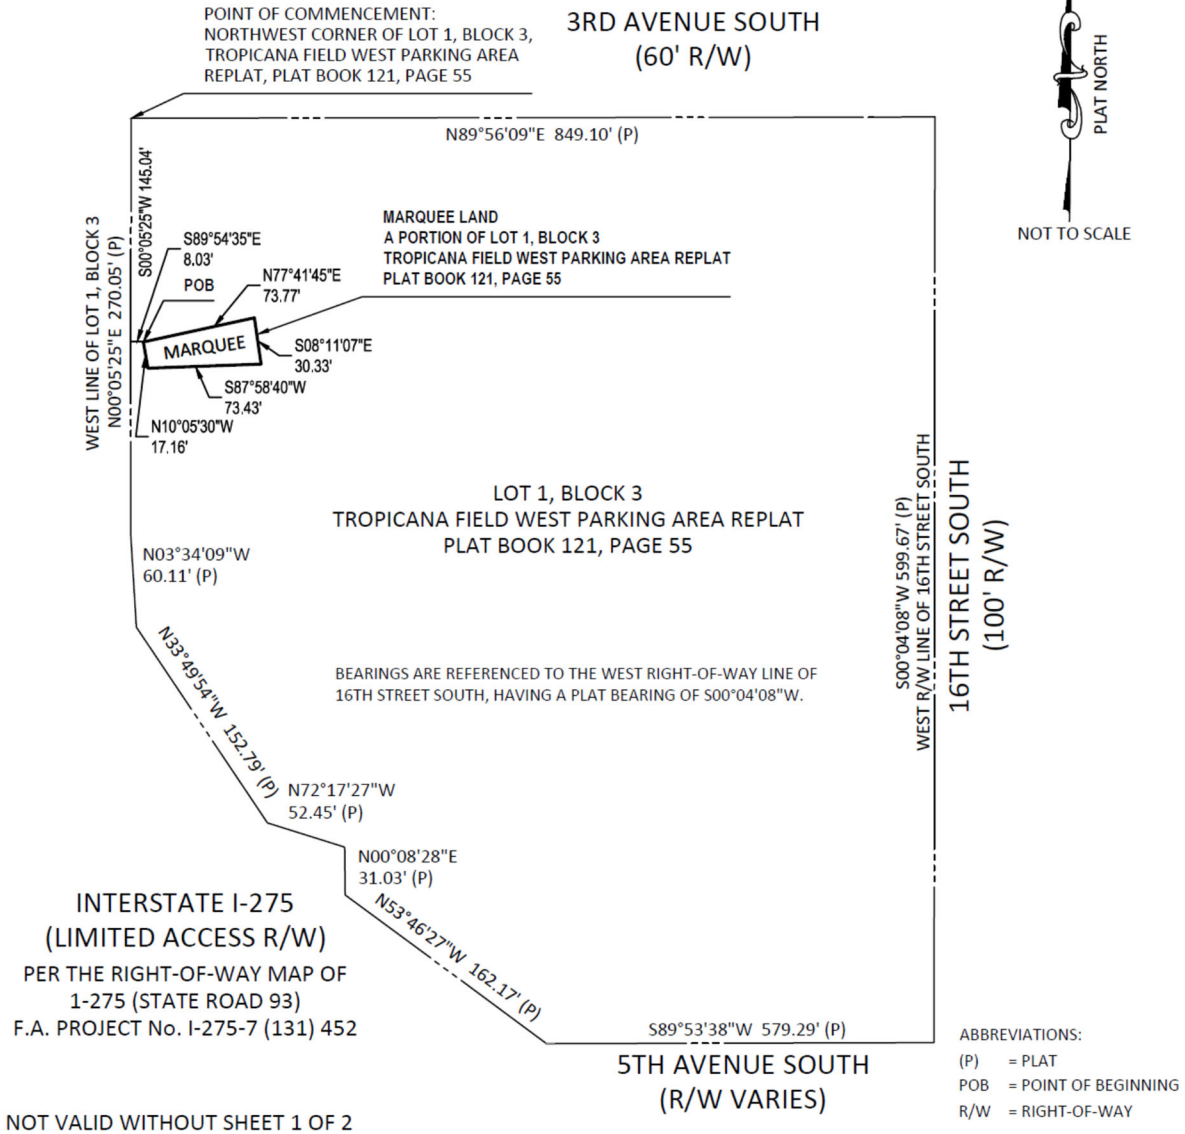 POINT OF COMMENCEMENT:
NORTHWEST CORNER OF LOT 1, BLOCK 3,
TROPICANA FIELD WEST PARKING AREA
REPLAT, PLAT BOOK 121, PAGE 55
3RD AVENUE SOUTH
(60' R/W)
PLAT NORTH
NOT TO SCALE
N89°56'09"E 849.10' (P)
S00°05'25"W 145.04'
WEST LINE OF LOT 1, BLOCK 3
N00°05'25"E 270.05' (P)
S89°54'35"E
8.03'
POB
N77°41'45"E
73.77'
MARQUEE LAND
A PORTION OF LOT 1, BLOCK 3
TROPICANA FIELD WEST PARKING AREA REPLAT
PLAT BOOK 121, PAGE 55
MARQUEE
S08°11'07"E
30.33'
S87°58'40"W
73.43'
N10°05'30"W
17.16'
LOT 1, BLOCK 3
TROPICANA FIELD WEST PARKING AREA REPLAT
PLAT BOOK 121, PAGE 55
S00°04'08"W 599.67' (P)
WEST R/W LINE OF 16TH STREET SOUTH
16TH STREET SOUTH
(100' R/W)
N03°34'09"W
60.11' (P)
N33°49'54"W 152.79' (P)
BEARINGS ARE REFERENCED TO THE WEST RIGHT-OF-WAY LINE OF
16TH STREET SOUTH, HAVING A PLAT BEARING OF S00°04'08"W.
N72°17'27"W
52.45' (P)
N00°08'28"E
31.03' (P)
N53°46'27"W 162.17' (P)
INTERSTATE I-275
(LIMITED ACCESS R/W)
PER THE RIGHT-OF-WAY MAP OF
1-275 (STATE ROAD 93)
F.A. PROJECT No. I-275-7 (131) 452
S89°53'38"W 579.29' (P)
5TH AVENUE SOUTH
(R/W VARIES)
ABBREVIATIONS:
(P) = PLAT
POB = POINT OF BEGINNING
R/W = RIGHT-OF-WAY
NOT VALID WITHOUT SHEET 1 OF 2